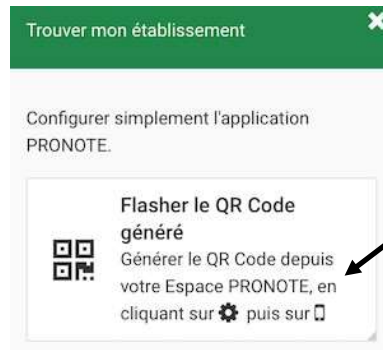 Trouver mon établissement
Configurer simplement l'application
PRONOTE.
Flasher le QR Code
généré
Générer le QR Code depuis
votre Espace PRONOTE, en
cliquant sur puis sur